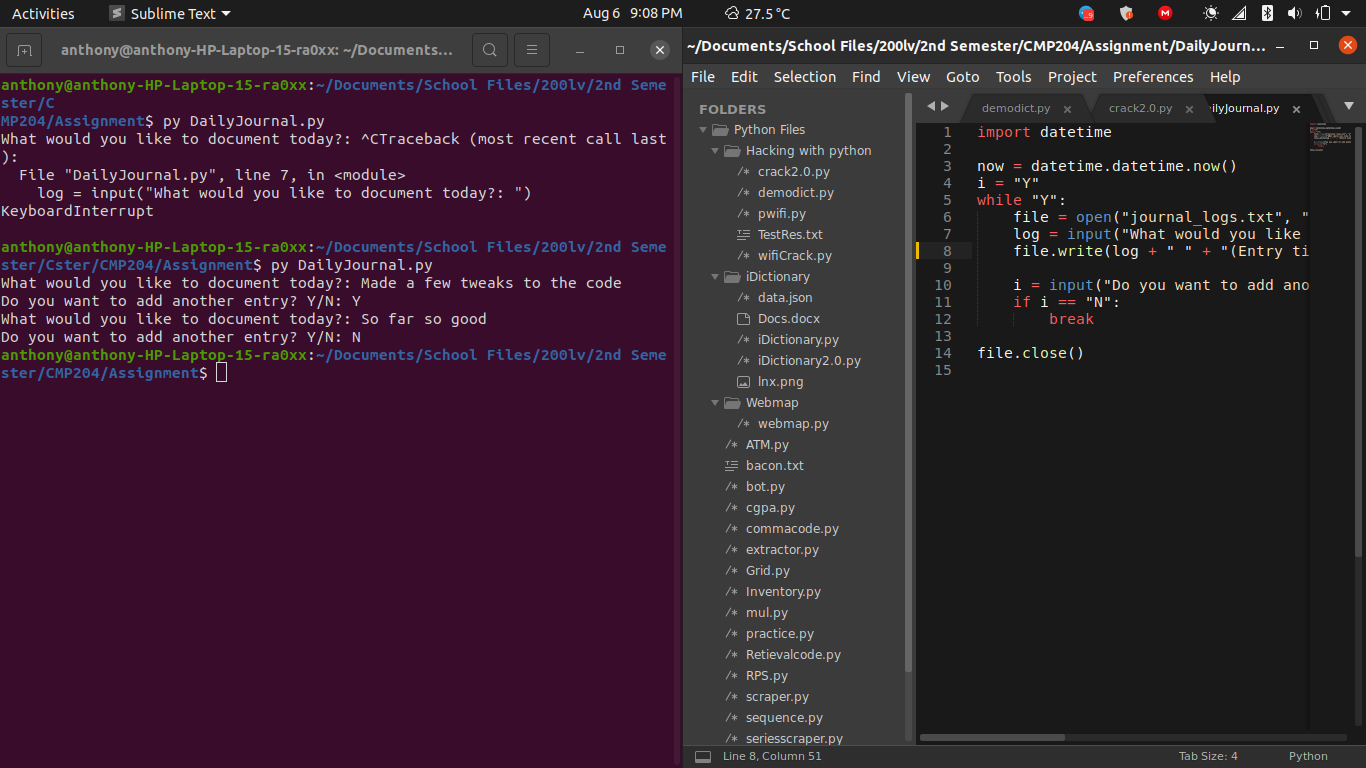 Activities
Sublime Text
Aug 6 9:08 PM
27.5 °C
anthony@anthony-HP-Laptop-15-ra0xx: ~/Documents...
anthony@anthony-HP-Laptop-15-ra0xx:~/Documents/School Files/200lv/2nd Seme
ster/C
MP204/Assignment$ py DailyJournal.py
What would you like to document today?: ^CTraceback (most recent call last
):
File "DailyJournal.py", line 7, in <module>
log = input("What would you like to document today?: ")
KeyboardInterrupt
anthony@anthony-HP-Laptop-15-ra0xx:~/Documents/School Files/200lv/2nd Seme
ster/Cster/CMP204/Assignment$ py DailyJournal.py
What would you like to document today?: Made a few tweaks to the code
Do you want to add another entry? Y/N: Y
What would you like to document today?: So far so good
Do you want to add another entry? Y/N: N
anthony@anthony-HP-Laptop-15-ra0xx:~/Documents/School Files/200lv/2nd Seme
ster/CMP204/Assignment$
~/Documents/School Files/200lv/2nd Semester/CMP204/Assignment/DailyJourn...
File Edit Selection Find View Goto Tools Project Preferences Help
FOLDERS
Python Files
Hacking with python
/* crack2.0.py
/* demodict.py
/* pwifi.py
TestRes.txt
/* wifiCrack.py
iDictionary
/* data.json
Docs.docx
/* iDictionary.py
/* iDictionary2.0.py
lnx.png
Webmap
/* webmap.py
/* ATM.py
bacon.txt
/* bot.py
/* cgpa.py
/* commacode.py
/* extractor.py
/* Grid.py
/* Inventory.py
/* mul.py
/* practice.py
/* Retievalcode.py
/* RPS.py
/* scraper.py
/* sequence.py
/* seriesscraper.py
demodict.py
crack2.0.py
ilyJournal.py
1 import datetime
2
3 now = datetime.datetime.now()
4 i = "Y"
5 while "Y":
6 file = open("journal_logs.txt", "
7 log = input("What would you like
8 file.write(log + " " + "(Entry ti
9
10 i = input("Do you want to add ano
11 if i == "N":
12 break
13
14 file.close()
15
Line 8, Column 51
Tab Size: 4
Python